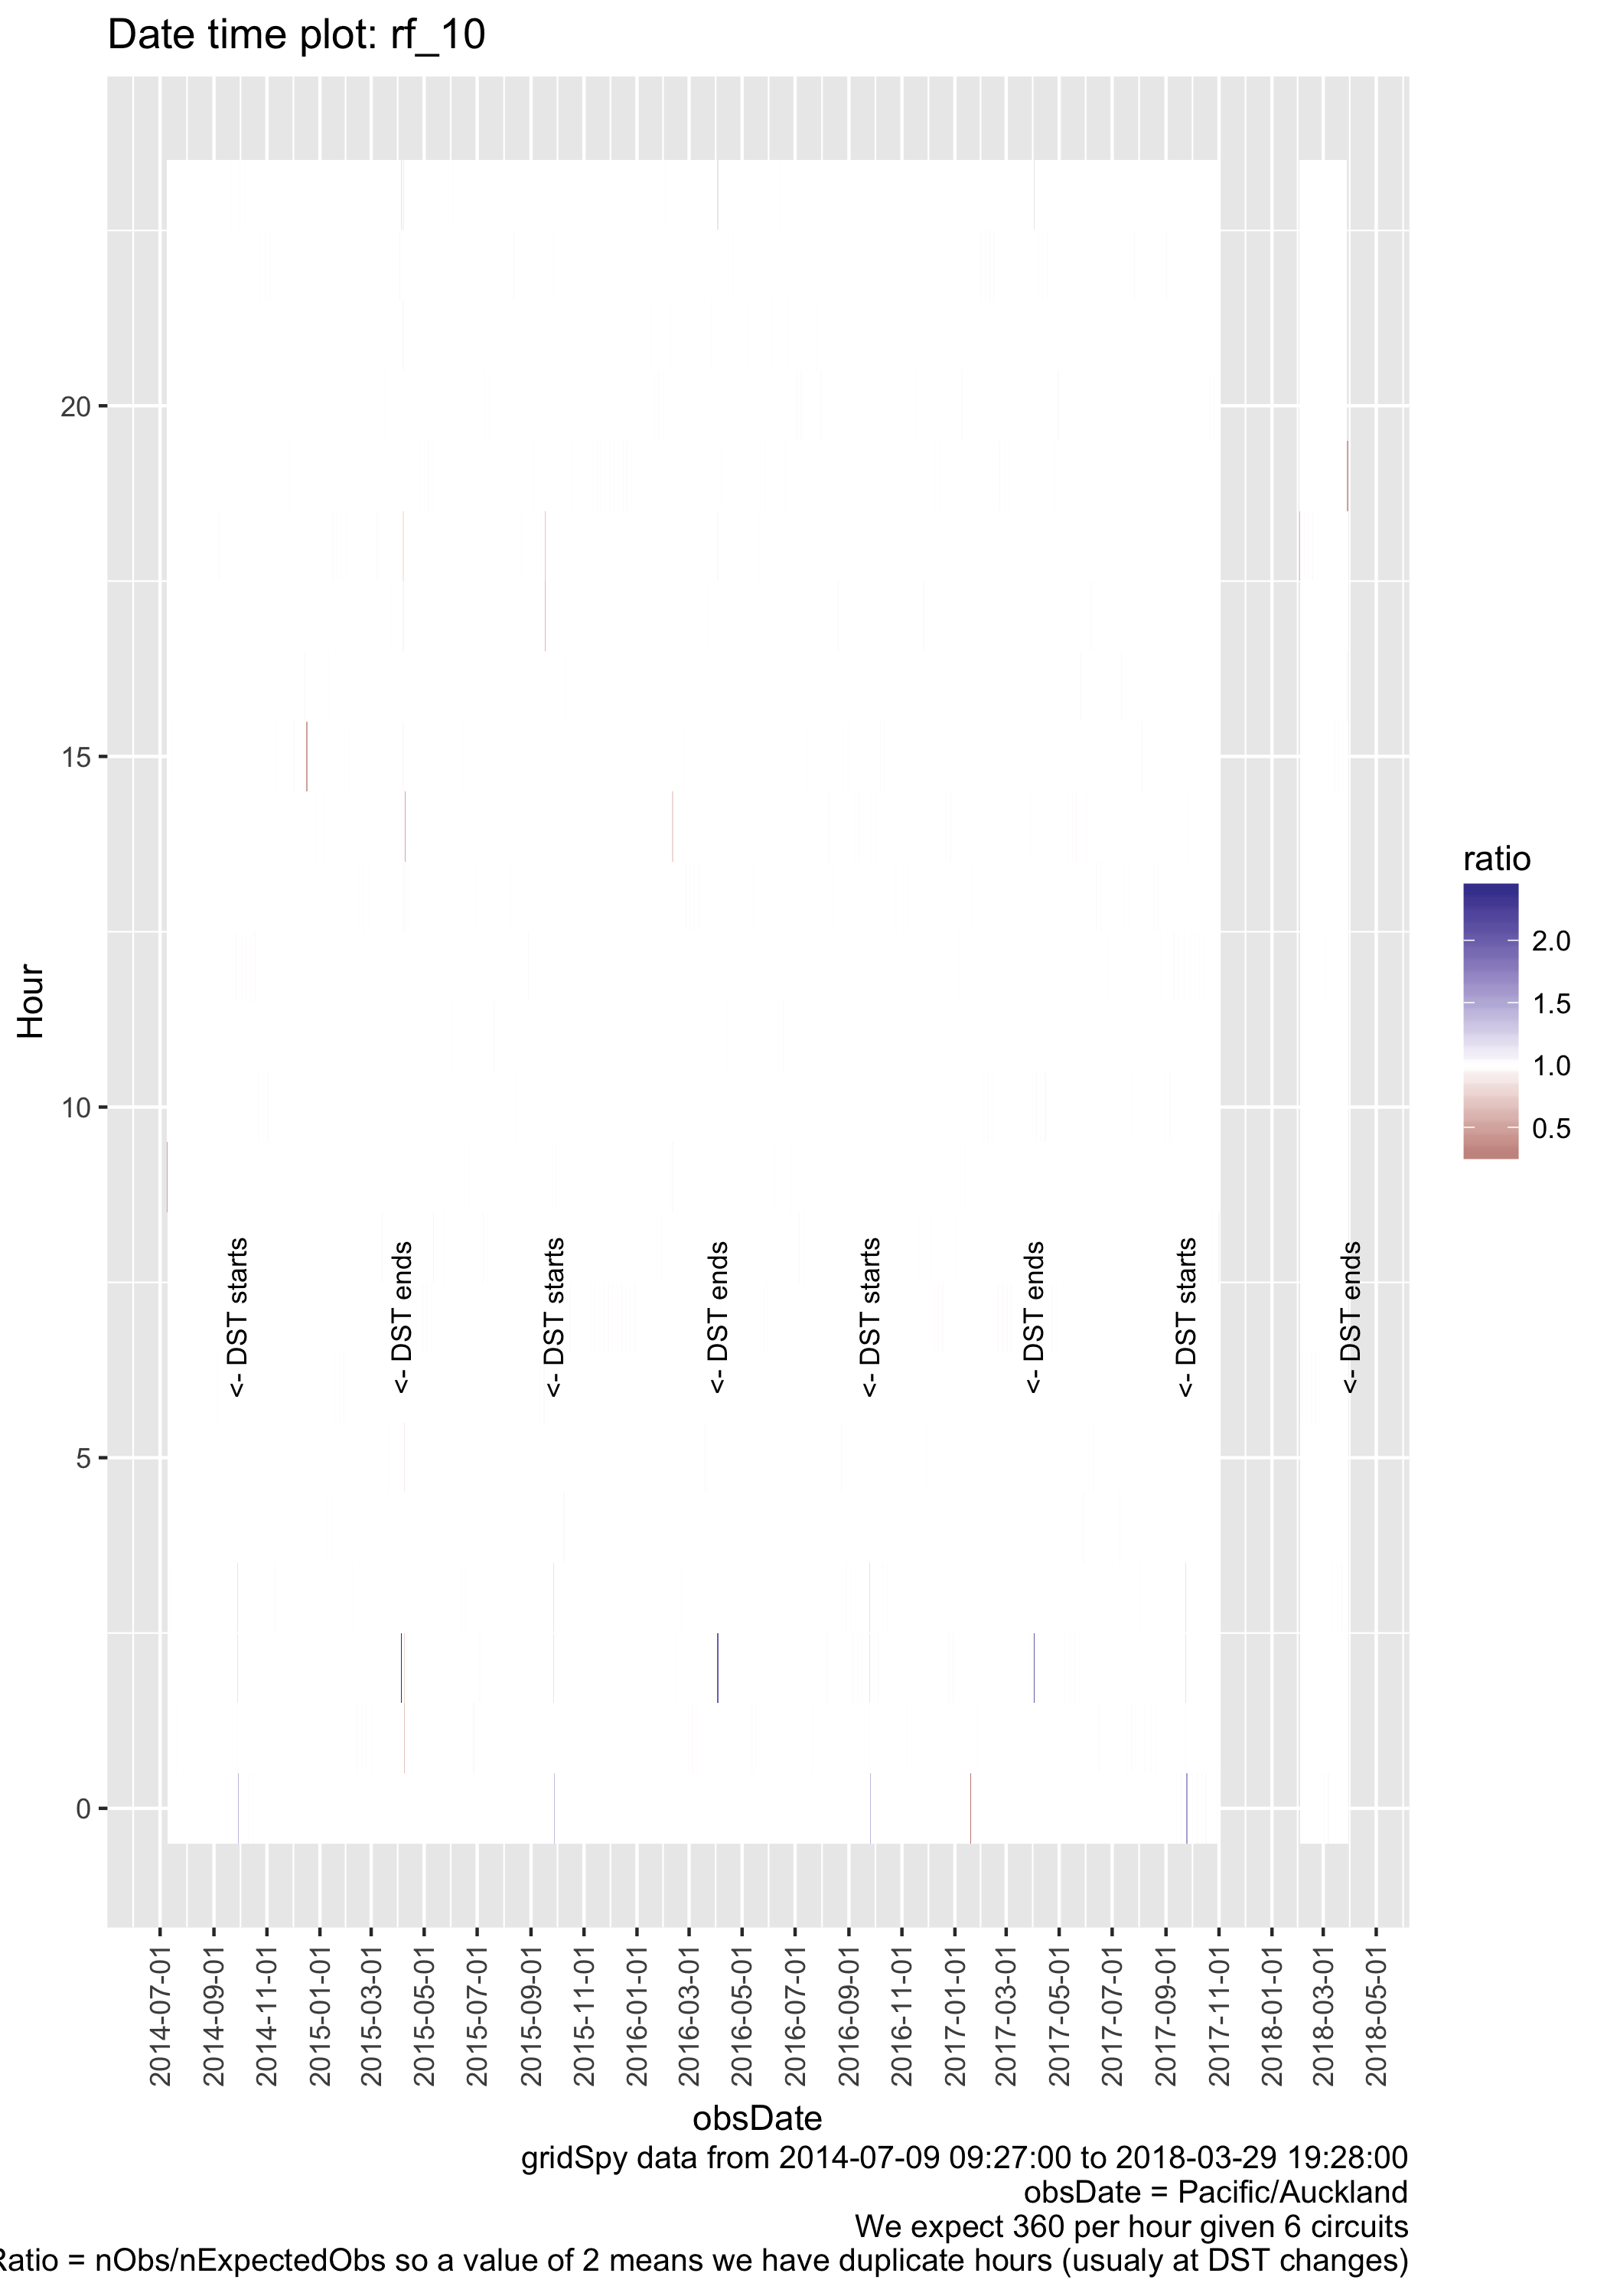 Date time plot: rf_10
Hour
20
15
10
5
0
<- DST starts
<- DST ends
<- DST starts
<- DST ends
<- DST starts
<- DST ends
<- DST starts
<- DST ends
ratio
2.0
1.5
1.0
0.5
2014-07-01
2014-09-01
2014-11-01
2015-01-01
2015-03-01
2015-05-01
2015-07-01
2015-09-01
2015-11-01
2016-01-01
2016-03-01
2016-05-01
2016-07-01
2016-09-01
2016-11-01
2017-01-01
2017-03-01
2017-05-01
2017-07-01
2017-09-01
2017-11-01
2018-01-01
2018-03-01
2018-05-01
obsDate
gridSpy data from 2014-07-09 09:27:00 to 2018-03-29 19:28:00
obsDate = Pacific/Auckland
We expect 360 per hour given 6 circuits
Ratio = nObs/nExpectedObs so a value of 2 means we have duplicate hours (usualy at DST changes)